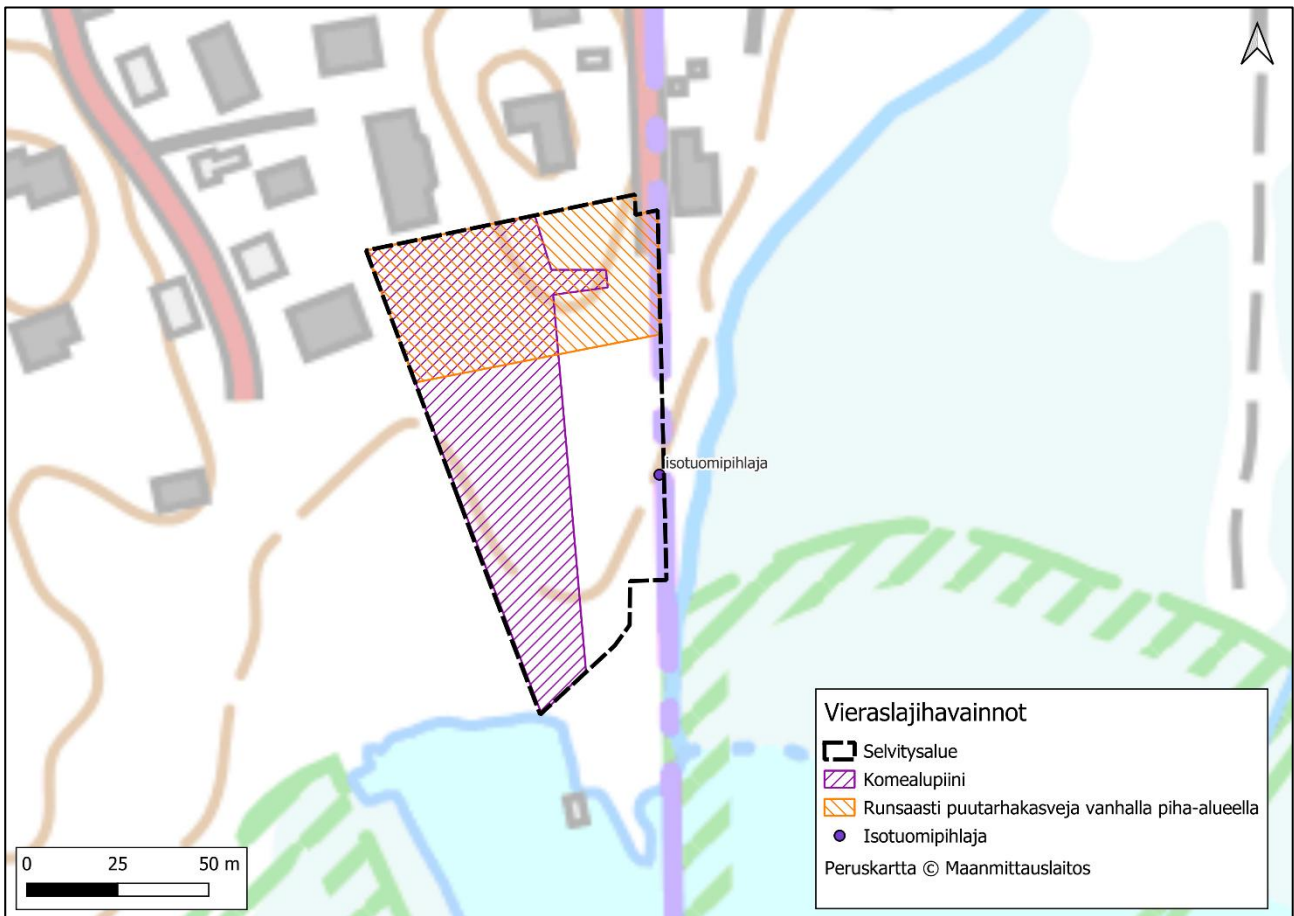 isotuomipihlaja
Vieraslajihavainnot
Selvitysalue
Komealupiini
Runsaasti puutarhakasveja vanhalla piha-alueella
Isotuomipihlaja
Peruskartta © Maanmittauslaitos
0 25 50 m